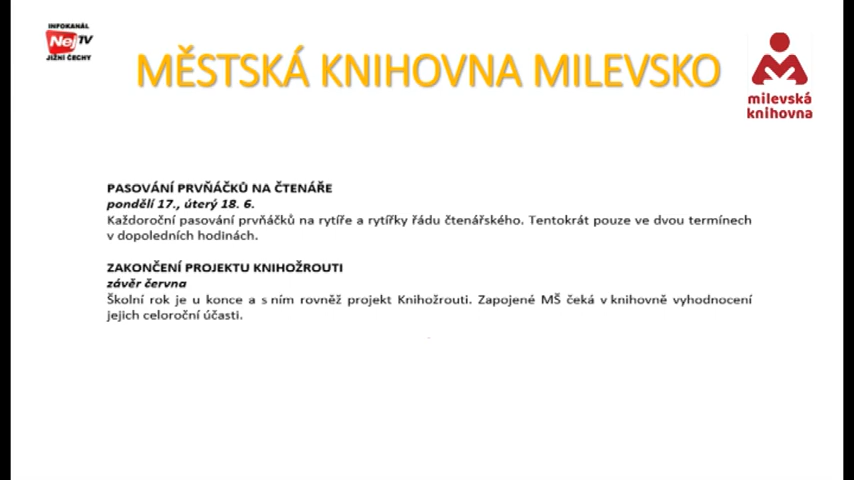 INFOKANÁL
Nej TV
JIŽNÍ ČECHY
MĚSTSKÁ KNIHOVNA MILEVSKO
milevská
knihovna
PASOVÁNÍ PRVŇÁČKŮ NA ČTENÁŘE
pondělí 17., úterý 18. 6.
Každoroční pasování prvňáčků na rytíře a rytířky řádu čtenářského. Tentokrát pouze ve dvou termínech
v dopoledních hodinách.
ZAKONČENÍ PROJEKTU KNIHOŽROUTI
závěr června
Školní rok je u konce a s ním rovněž projekt Knihožrouti. Zapojené MŠ čeká v knihovně vyhodnocení
jejich celoroční účasti.